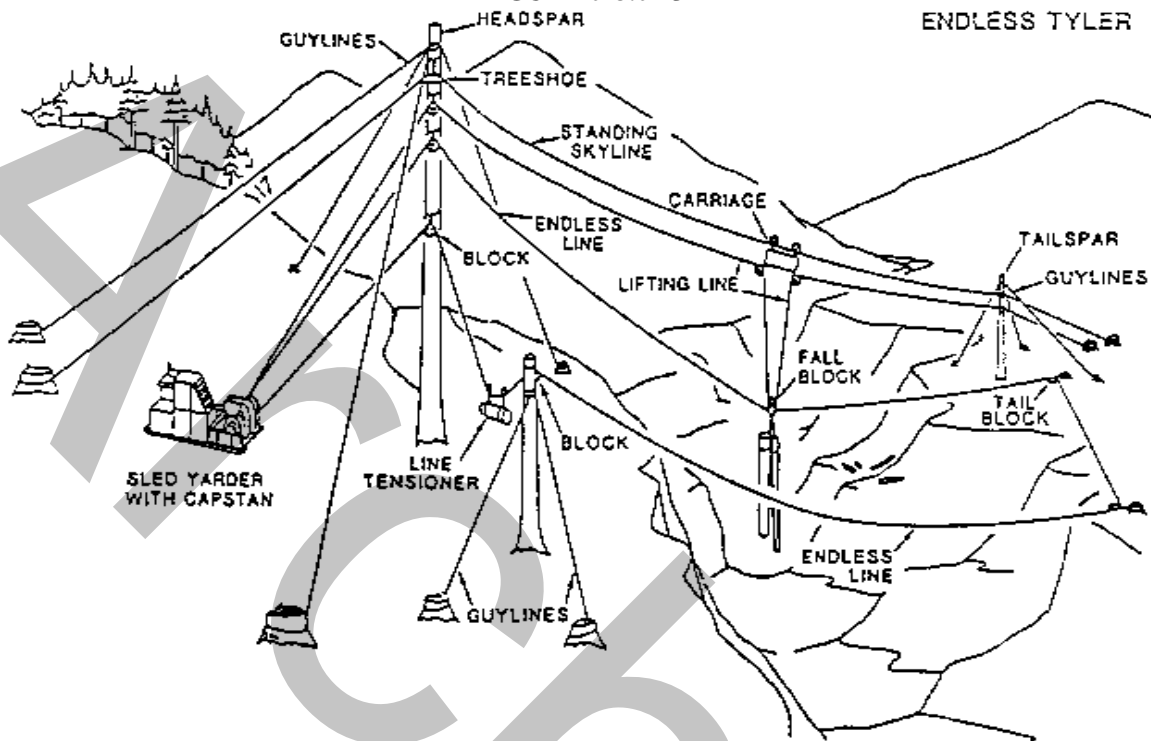 ENDLESS TYLER
HEADSPAR
GUYLINES
TREESHOE
STANDING
SKYLINE
CARRIAGE
ENDLESS
LINE
TAILSPAR
BLOCK
GUYLINES
LIFTING LINE
FALL
BLOCK
TAIL
BLOCK
BLOCK
LINE
TENSIONER
SLED YARDER
WITH CAPSTAN
ENDLESS
LINE
GUYLINES
Arch